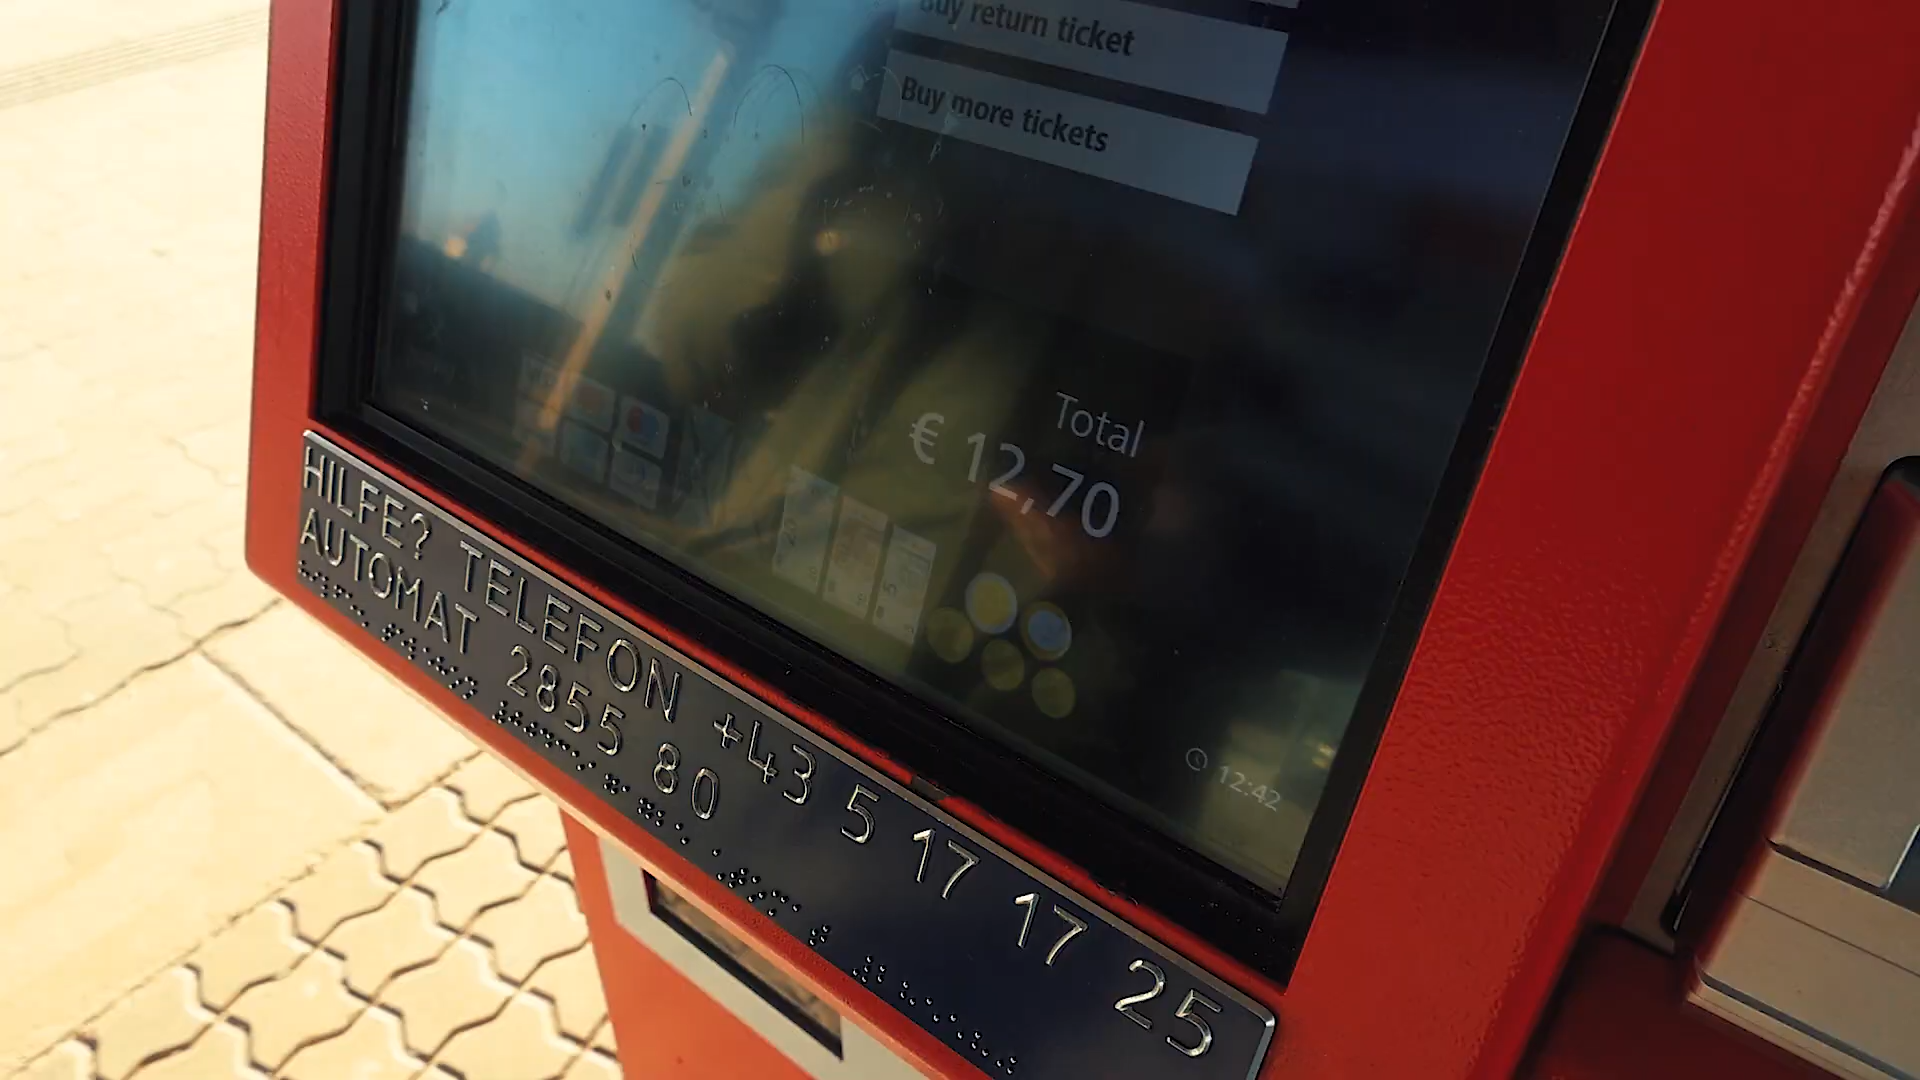 Buy return ticket
Buy more tickets
Total
€ 12,70
12:42
HILFE? TELEFON +43 5 17 17 25
AUTOMAT 2855 80